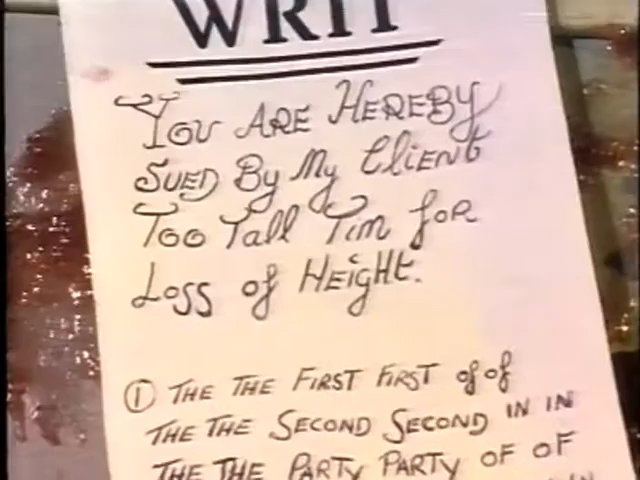 WRIT
You Are Hereby
Sued By My Client
Too Tall Tim for
Loss of Height.
① The The First First of of
The The Second Second in in
The The Party Party of of
in